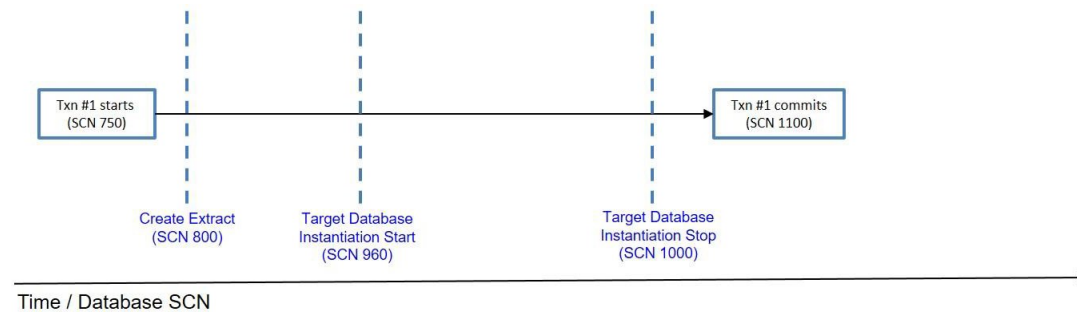 Txn #1 starts
(SCN 750)
Txn #1 commits
(SCN 1100)
Create Extract
(SCN 800)
Target Database
Instantiation Start
(SCN 960)
Target Database
Instantiation Stop
(SCN 1000)
Time / Database SCN